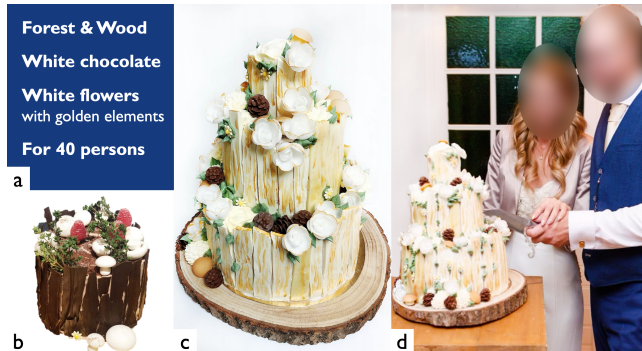 Forest & Wood
White chocolate
White flowers
with golden elements
For 40 persons
a
b
c
d